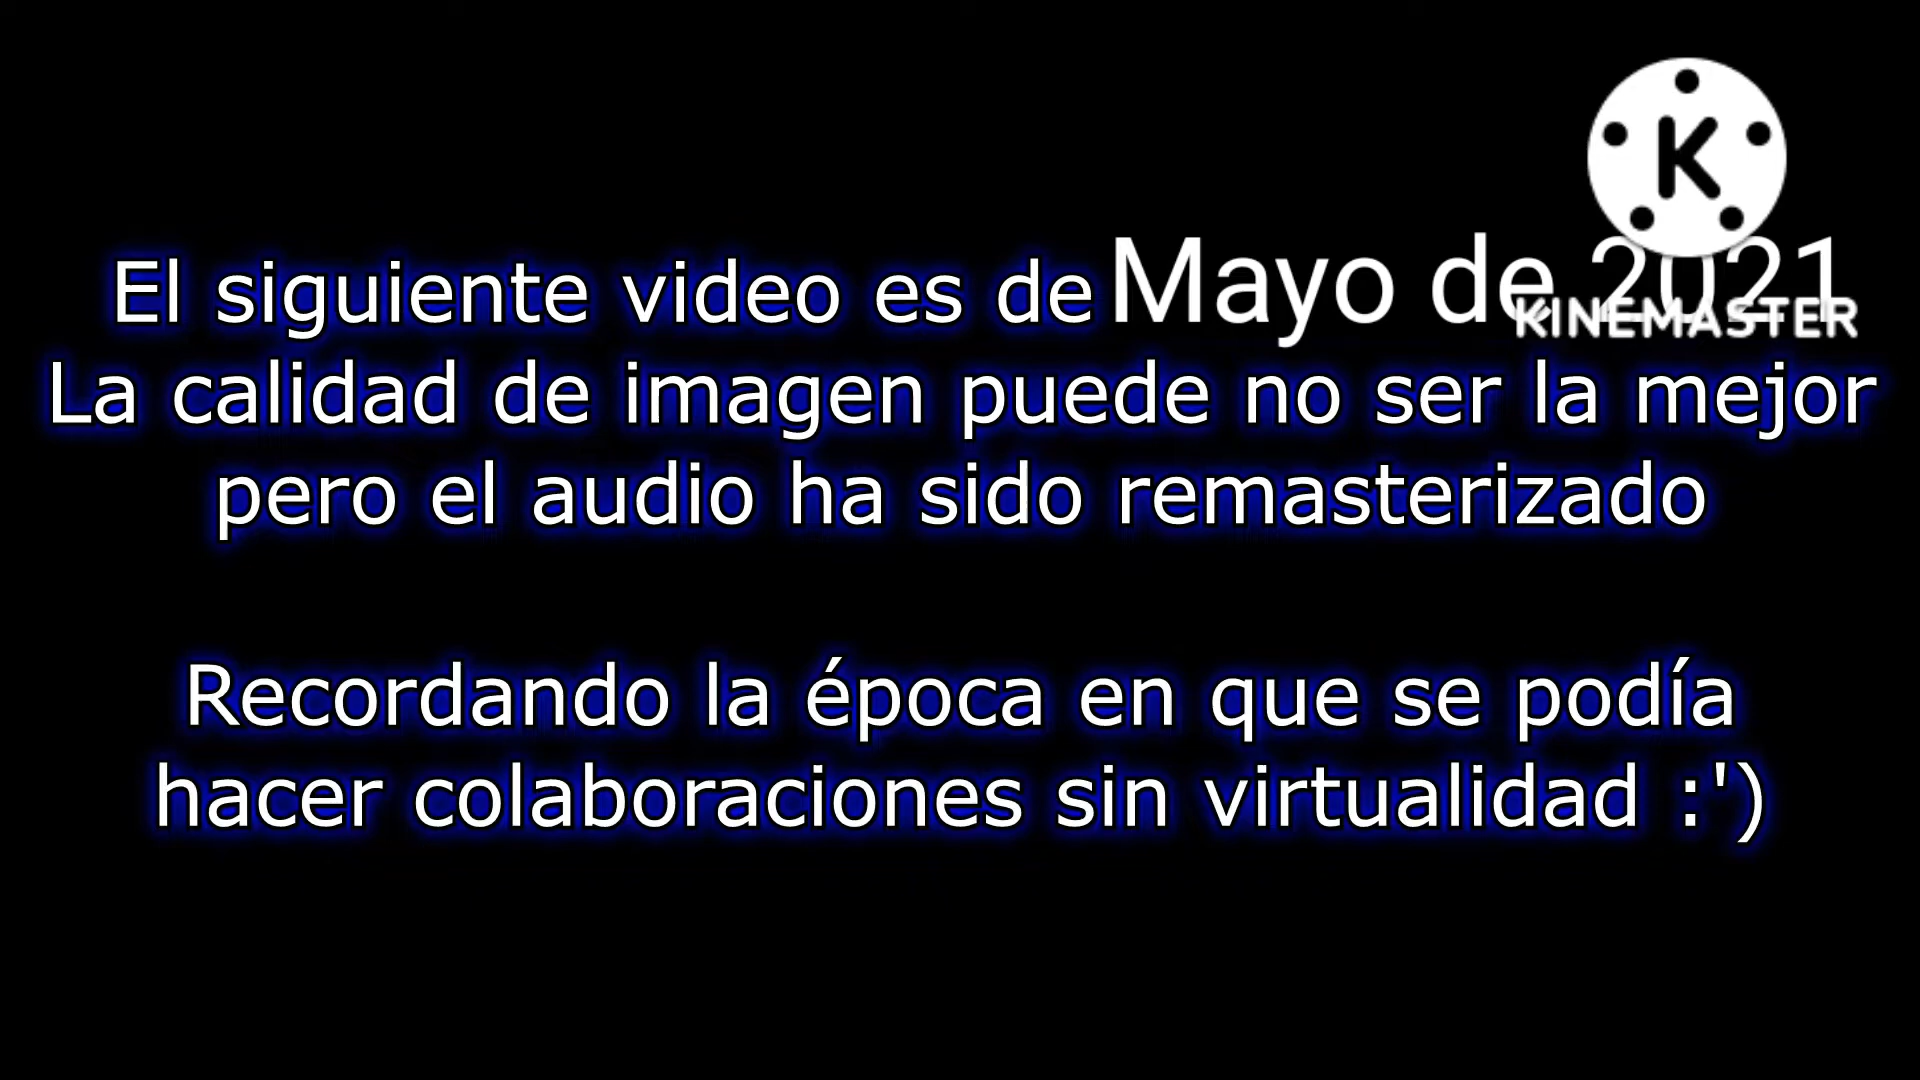 K
El siguiente video es de Mayo de 2021
KINEMASTER
La calidad de imagen puede no ser la mejor
pero el audio ha sido remasterizado
Recordando la época en que se podía
hacer colaboraciones sin virtualidad :')